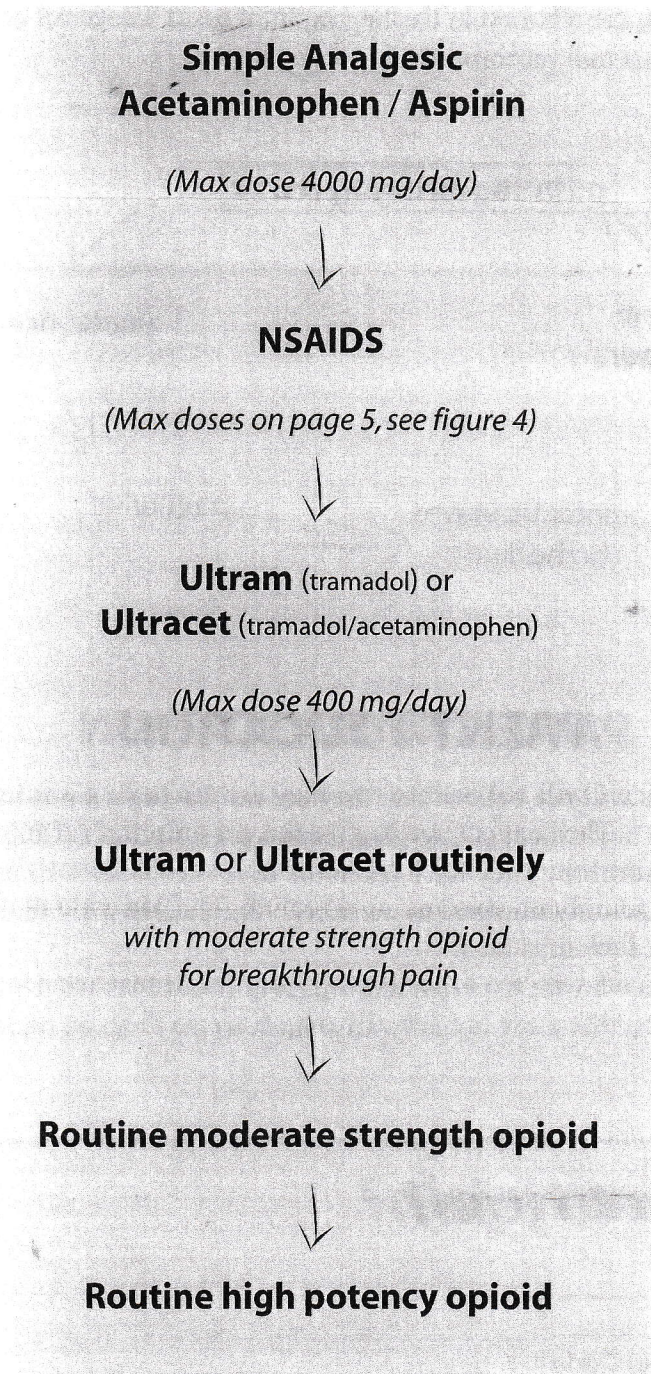 Simple Analgesic
Acetaminophen / Aspirin
(Max dose 4000 mg/day)
NSAIDS
(Max doses on page 5, see figure 4)
Ultram (tramadol) or
Ultracet (tramadol/acetaminophen)
(Max dose 400 mg/day)
Ultram or Ultracet routinely
with moderate strength opioid
for breakthrough pain
Routine moderate strength opioid
Routine high potency opioid